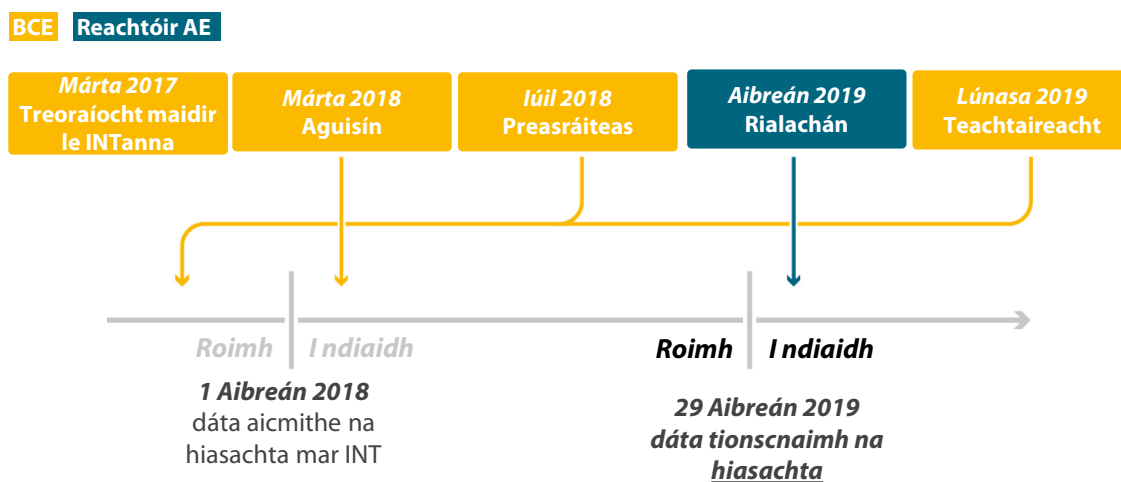 BCE Reachtóir AE
Márta 2017
Treoraíocht maidir
le INTanna
Márta 2018
Aguisín
Iúil 2018
Preasráiteas
Aibreán 2019
Rialachán
Lúnasa 2019
Teachtaireacht
Roimh I ndiaidh
1 Aibreán 2018
dáta aicmithe na
hiasachta mar INT
Roimh I ndiaidh
29 Aibreán 2019
dáta tionscnaimh na
hiasachta